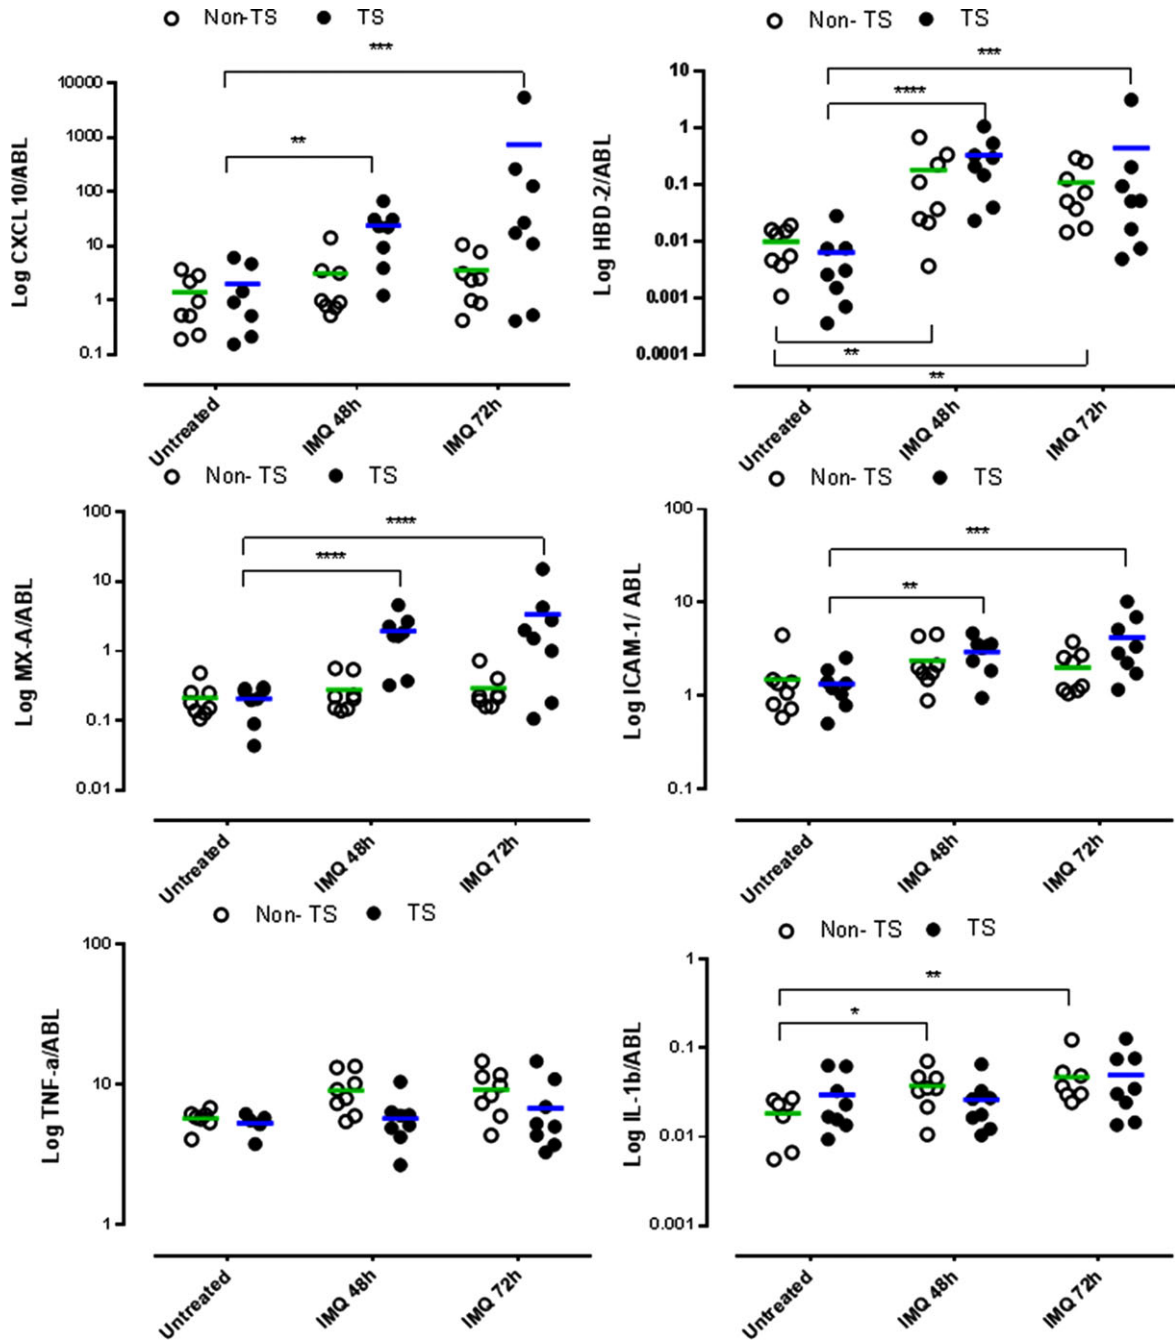 Non-TS TS
***
**
Log CXCL10/ABL
10000
1000
100
10
1
0.1
Untreated
IMQ 48h
IMQ 72h
Non- TS TS
***
****
Log HBD-2/ABL
10
1
0.1
0.01
0.001
0.0001
**
**
Untreated
IMQ 48h
IMQ 72h
Non- TS TS
****
****
Log MX-A/ABL
100
10
1
0.1
0.01
Untreated
IMQ 48h
IMQ 72h
Non- TS TS
***
**
Log ICAM-1/ ABL
100
10
1
0.1
Untreated
IMQ 48h
IMQ 72h
Non- TS TS
Log TNF-a/ABL
100
10
1
Untreated
IMQ 48h
IMQ 72h
Non- TS TS
**
*
Log IL-1b/ABL
1
0.1
0.01
0.001
Untreated
IMQ 48h
IMQ 72h